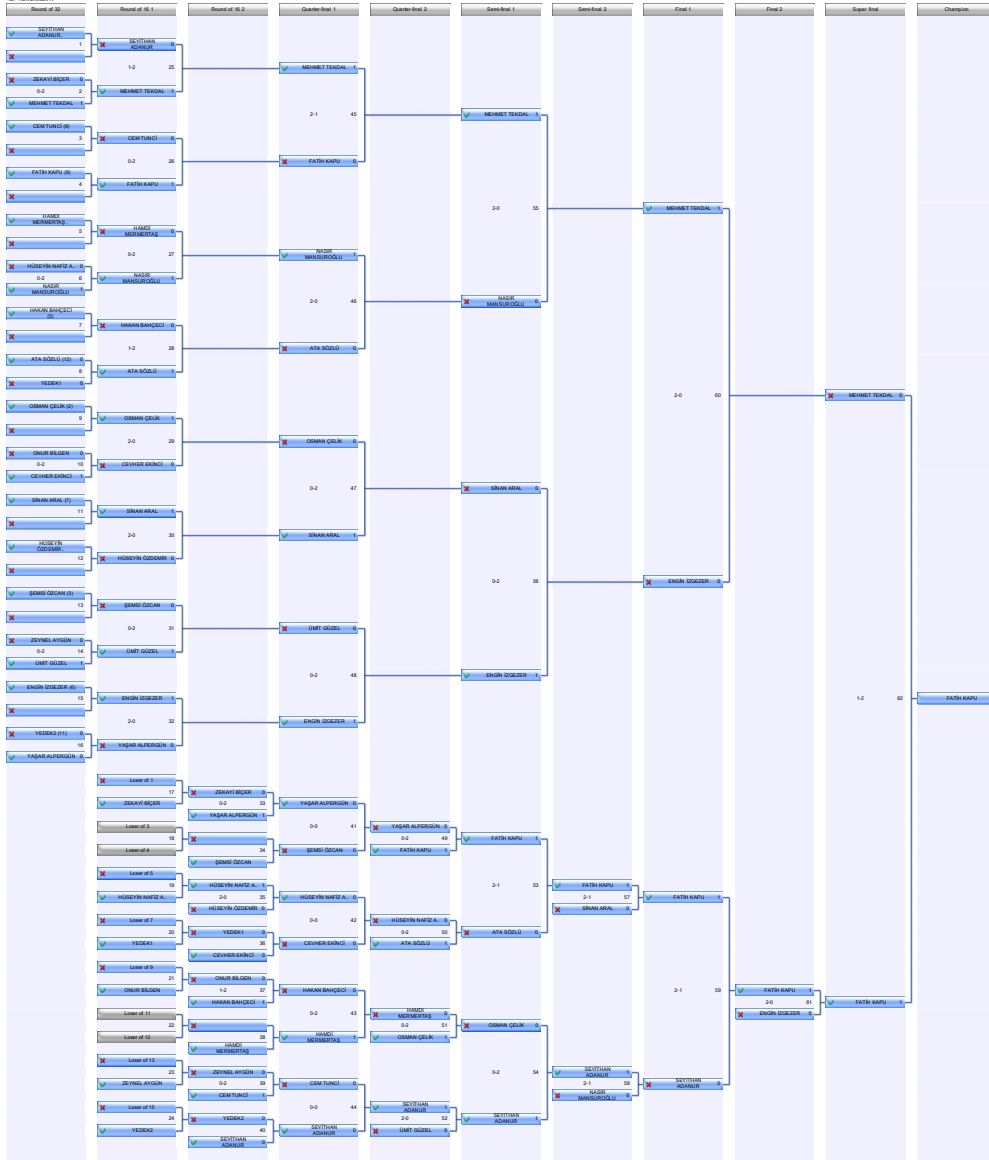 Round of 32
Round of 16 1
Round of 16 2
Quarter-final 1
Quarter-final 2
Semi-final 1
Semi-final 2
Final 1
Final 2
Super final
Champion
SEYİTHAN
ADANUR..
1
ZEKAYİ BİÇER 0
0-2 2
MEHMET TEKDAL 1
CEM TUNCİ (8)
3
FATİH KAPU (9)
4
HAMDİ
MERMERTAŞ..
5
HÜSEYİN NAFİZ A.. 0
0-2 6
NASIR
MANSUROĞLU 1
HAKAN BAHÇECİ
(5)
7
ATA SÖZLÜ (12) 0
8
YEDEK1 0
OSMAN ÇELİK (2)
9
ONUR BİLGEN 0
0-2 10
CEVHER EKİNCİ 1
SİNAN ARAL (7)
11
HÜSEYİN
ÖZDEMİR..
12
ŞEMSİ ÖZCAN (3)
13
ZEYNEL AYGÜN 0
0-2 14
ÜMİT GÜZEL 1
ENGİN İZGEZER (6)
15
YEDEK2 (11) 0
16
YAŞAR ALPERGÜN 0
SEYİTHAN
ADANUR 0
1-2 25
MEHMET TEKDAL 1
CEM TUNCİ 0
0-2 26
FATİH KAPU 1
HAMDİ
MERMERTAŞ 0
0-2 27
NASIR
MANSUROĞLU 1
HAKAN BAHÇECİ 0
1-2 28
ATA SÖZLÜ 1
OSMAN ÇELİK 1
2-0 29
CEVHER EKİNCİ 0
SİNAN ARAL 1
2-0 30
HÜSEYİN ÖZDEMİR 0
ŞEMSİ ÖZCAN 0
0-2 31
ÜMİT GÜZEL 1
ENGİN İZGEZER 1
2-0 32
YAŞAR ALPERGÜN 0
MEHMET TEKDAL 1
2-1 45
FATİH KAPU 0
NASIR
MANSUROĞLU 1
2-0 46
ATA SÖZLÜ 0
OSMAN ÇELİK 0
0-2 47
SİNAN ARAL 1
ÜMİT GÜZEL 0
0-2 48
ENGİN İZGEZER 1
MEHMET TEKDAL 1
2-0 55
NASIR
MANSUROĞLU 0
SİNAN ARAL 0
0-2 56
ENGİN İZGEZER 1
MEHMET TEKDAL 1
2-0 60
ENGİN İZGEZER 0
MEHMET TEKDAL 0
1-2 62
FATİH KAPU
Loser of 1
17
ZEKAYİ BİÇER
Loser of 3
18
Loser of 4
Loser of 5
19
HÜSEYİN NAFİZ A..
Loser of 7
20
YEDEK1
Loser of 9
21
ONUR BİLGEN
Loser of 11
22
Loser of 12
Loser of 13
23
ZEYNEL AYGÜN
Loser of 15
24
YEDEK2
ZEKAYİ BİÇER 0
0-2 33
YAŞAR ALPERGÜN 1
34
ŞEMSİ ÖZCAN
HÜSEYİN NAFİZ A.. 1
2-0 35
HÜSEYİN ÖZDEMİR 0
YEDEK1 0
36
CEVHER EKİNCİ 0
ONUR BİLGEN 0
1-2 37
HAKAN BAHÇECİ 1
38
HAMDİ
MERMERTAŞ
ZEYNEL AYGÜN 0
0-2 39
CEM TUNCİ 1
YEDEK2 0
40
SEYİTHAN
ADANUR 0
YAŞAR ALPERGÜN 0
0-0 41
ŞEMSİ ÖZCAN 0
HÜSEYİN NAFİZ A.. 0
0-0 42
CEVHER EKİNCİ 0
HAKAN BAHÇECİ 0
0-2 43
HAMDİ
MERMERTAŞ 1
CEM TUNCİ 0
0-0 44
SEYİTHAN
ADANUR 0
YAŞAR ALPERGÜN 0
0-2 49
FATİH KAPU 1
HÜSEYİN NAFİZ A.. 0
0-2 50
ATA SÖZLÜ 1
HAMDİ
MERMERTAŞ 0
0-2 51
OSMAN ÇELİK 1
SEYİTHAN
ADANUR 1
2-0 52
ÜMİT GÜZEL 0
FATİH KAPU 1
2-1 53
ATA SÖZLÜ 0
OSMAN ÇELİK 0
0-2 54
SEYİTHAN
ADANUR 1
FATİH KAPU 1
2-1 57
SİNAN ARAL 0
SEYİTHAN
ADANUR 1
2-1 58
NASIR
MANSUROĞLU 0
FATİH KAPU 1
2-1 59
SEYİTHAN
ADANUR 0
FATİH KAPU 1
2-0 61
ENGİN İZGEZER 0
FATİH KAPU 1